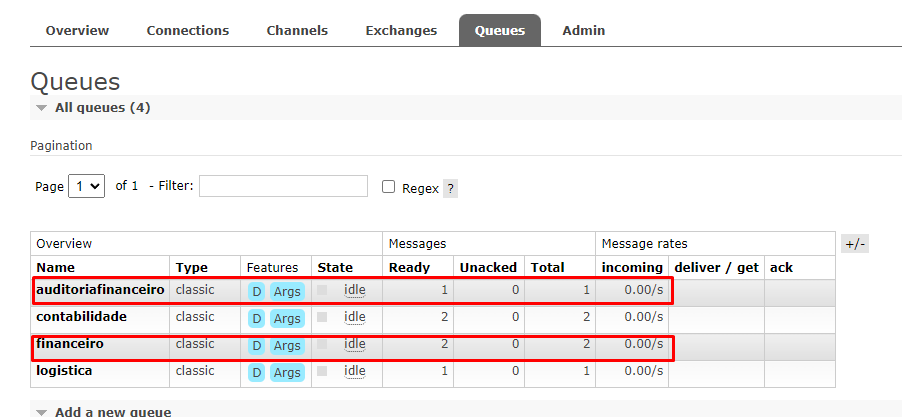 Overview Connections Channels Exchanges Queues Admin
Queues
All queues (4)
Pagination
Page 1 of 1 - Filter: Regex ?
Overview Messages Message rates +/-
Name Type Features State Ready Unacked Total incoming deliver / get ack
auditoriafinanceiro classic D Args idle 1 0 1 0.00/s
contabilidade classic D Args idle 2 0 2 0.00/s
financeiro classic D Args idle 2 0 2 0.00/s
logistica classic D Args idle 1 0 1 0.00/s
Add a new queue